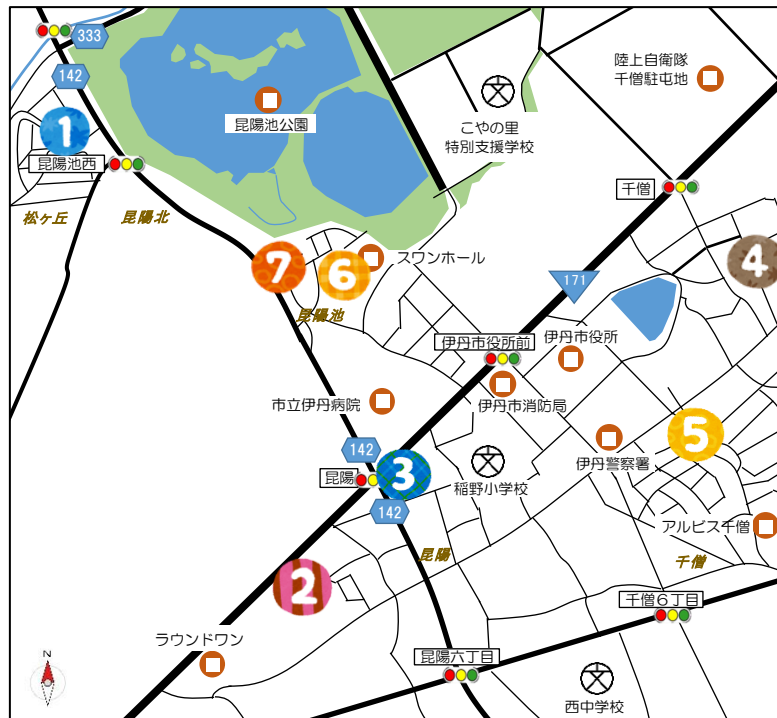 333
142
陸上自衛隊
千僧駐屯地
1
昆陽池公園
こやの里
特別支援学校
昆陽池西
千僧
松ヶ丘
昆陽北
7
6
スワンホール
4
171
昆陽池
伊丹市役所前
伊丹市役所
市立伊丹病院
伊丹市消防局
5
142
伊丹警察署
3
昆陽
稲野小学校
142
アルビス千僧
昆陽
千僧
2
千僧6丁目
ラウンドワン
N
昆陽六丁目
西中学校